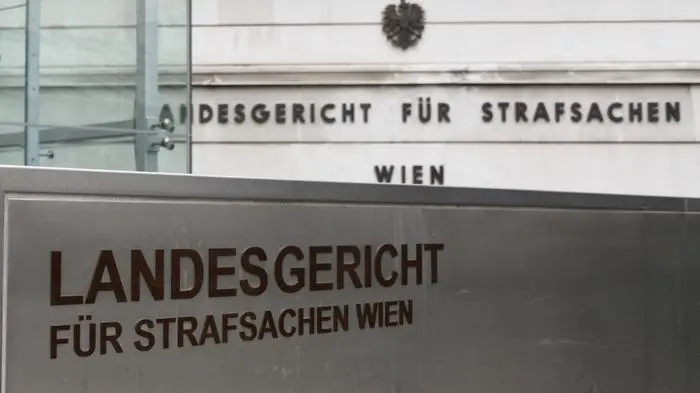 LANDESGERICHT FÜR STRAFSACHEN
WIEN
LANDESGERICHT
FÜR STRAFSACHEN WIEN